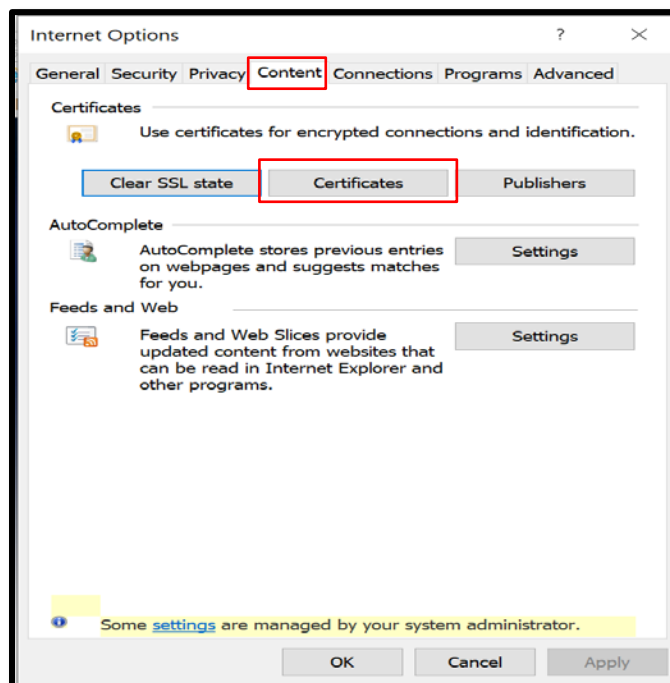 Internet Options ? ×
General Security Privacy Content Connections Programs Advanced
Certificates
Use certificates for encrypted connections and identification.
Clear SSL state Certificates Publishers
AutoComplete
AutoComplete stores previous entries
on webpages and suggests matches
for you.
Settings
Feeds and Web
Feeds and Web Slices provide
updated content from websites that
can be read in Internet Explorer and
other programs.
Settings
Some settings are managed by your system administrator.
OK Cancel Apply